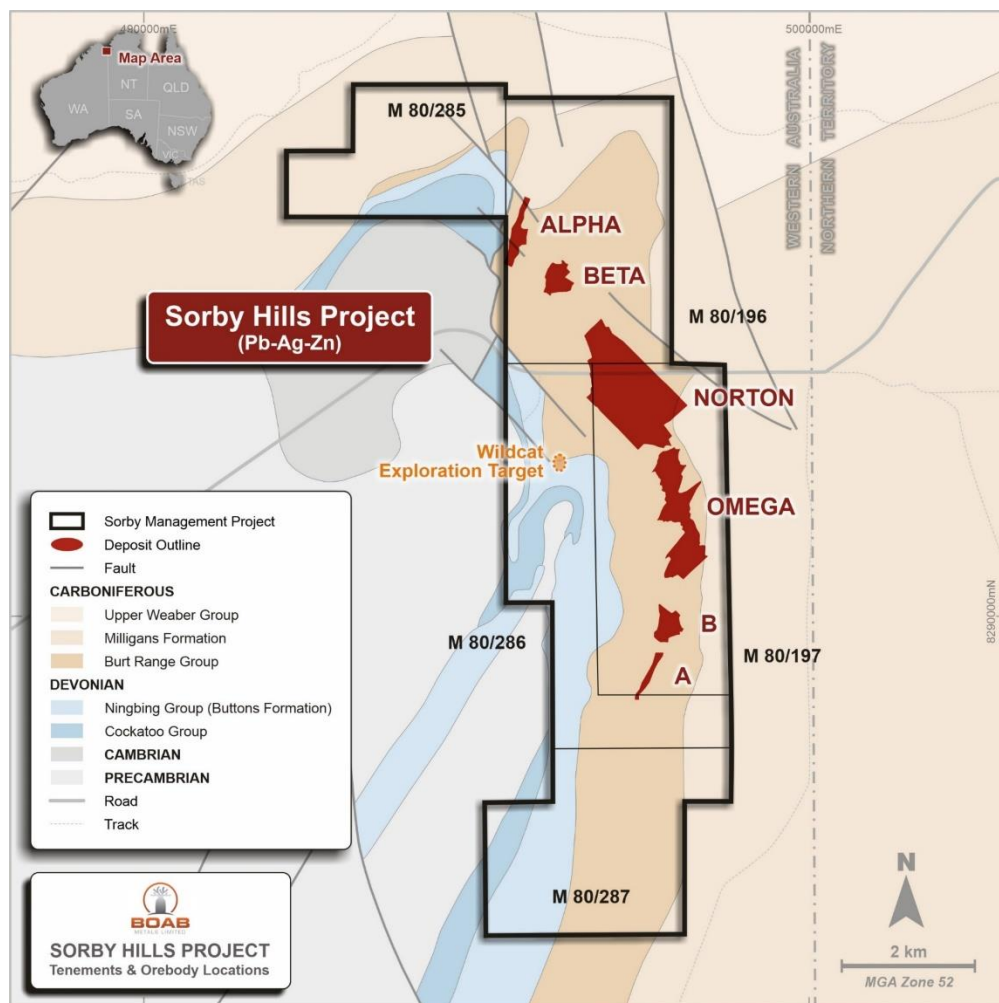 490000mE
500000mE
Map Area
NT
QLD
WA
SA
NSW
VIC
TAS
WESTERN AUSTRALIA
NORTHERN TERRITORY
M 80/285
ALPHA
BETA
Sorby Hills Project
(Pb-Ag-Zn)
M 80/196
NORTON
Wildcat
Exploration Target
OMEGA
8290000mN
B
M 80/286
M 80/197
A
Sorby Management Project
Deposit Outline
Fault
CARBONIFEROUS
Upper Weaber Group
Milligans Formation
Burt Range Group
DEVONIAN
Ningbing Group (Buttons Formation)
Cockatoo Group
CAMBRIAN
PRECAMBRIAN
Road
Track
M 80/287
N
2 km
MGA Zone 52
BOAB
METALS LIMITED
SORBY HILLS PROJECT
Tenements & Orebody Locations